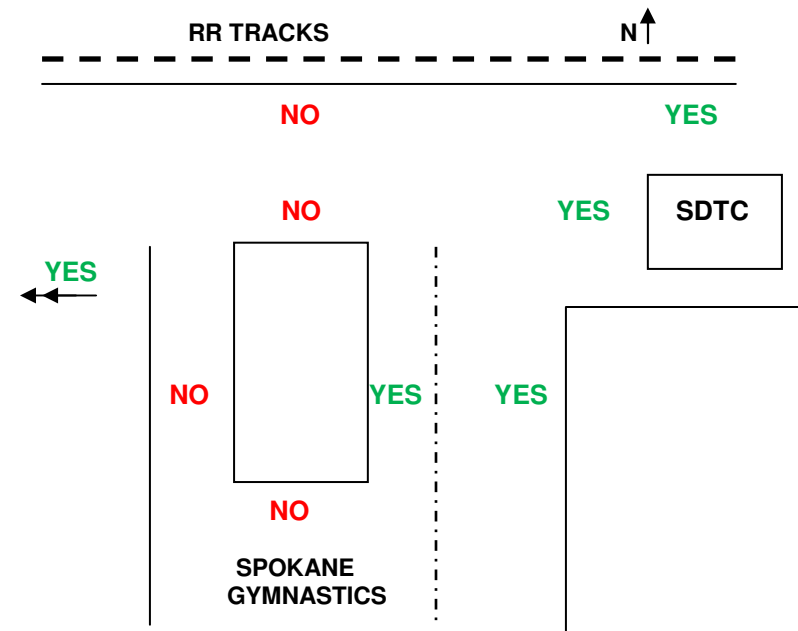 RR TRACKS
N
NO
YES
NO
YES
SDTC
YES
NO
YES
YES
NO
SPOKANE
GYMNASTICS